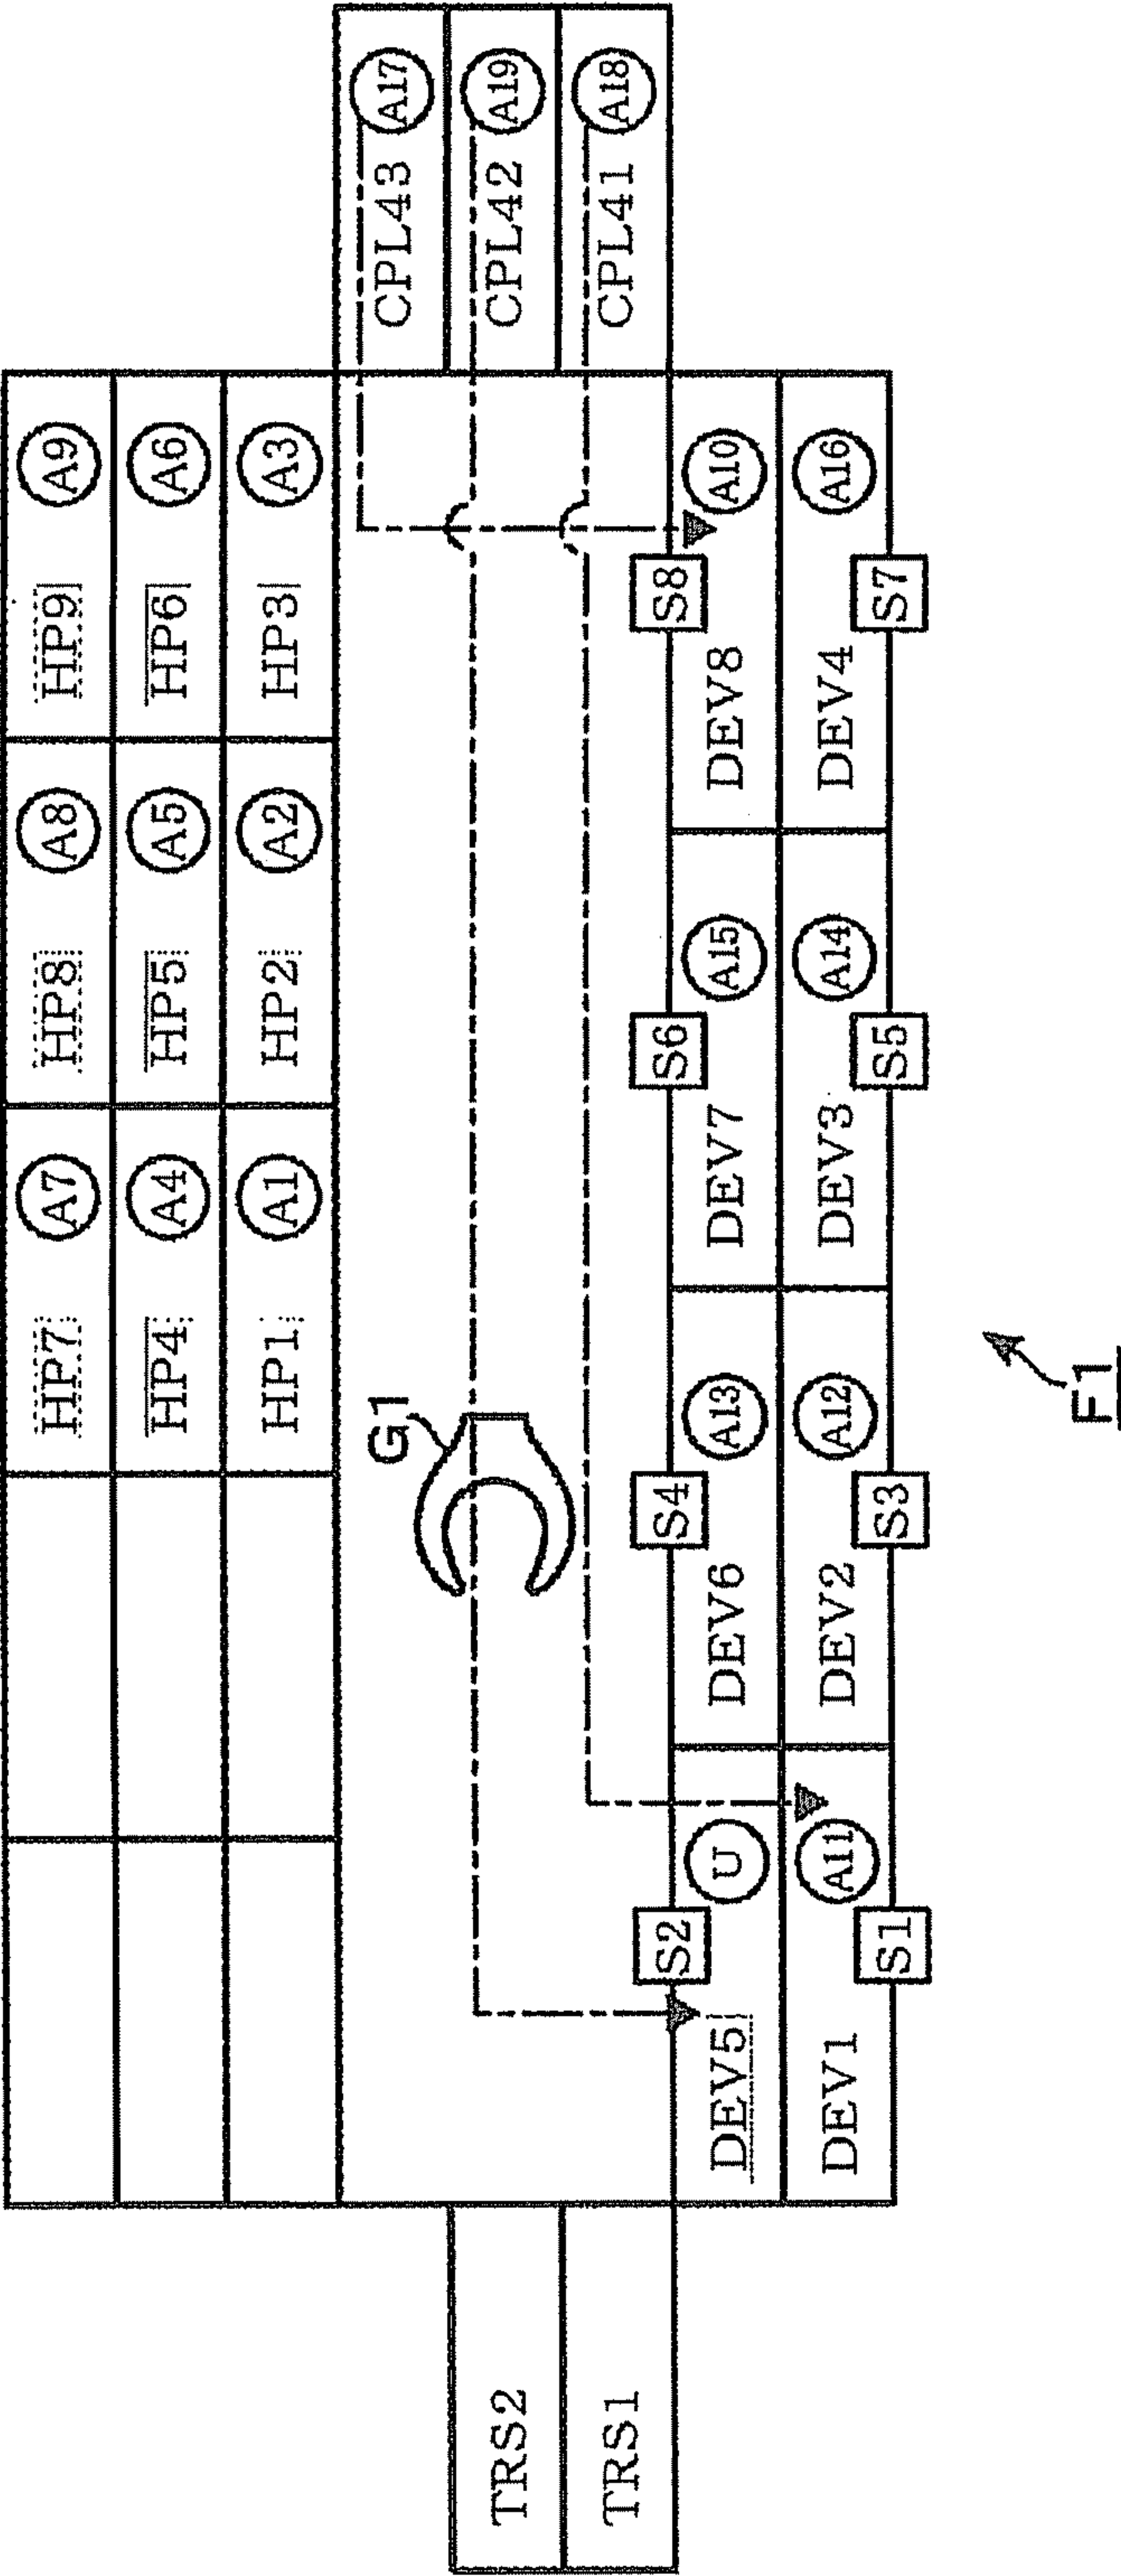 HP7 A7 HP8 A8 HP9 A9
HP4 A4 HP5 A5 HP6 A6
HP1 A1 HP2 A2 HP3 A3
G1 CPL43 A17
TRS2 CPL42 A19
TRS1 CPL41 A18
S2 S4 S6 S8
DEV5 U DEV6 A13 DEV7 A15 DEV8 A10
DEV1 A11 DEV2 A12 DEV3 A14 DEV4 A16
S1 S3 S5 S7
F1